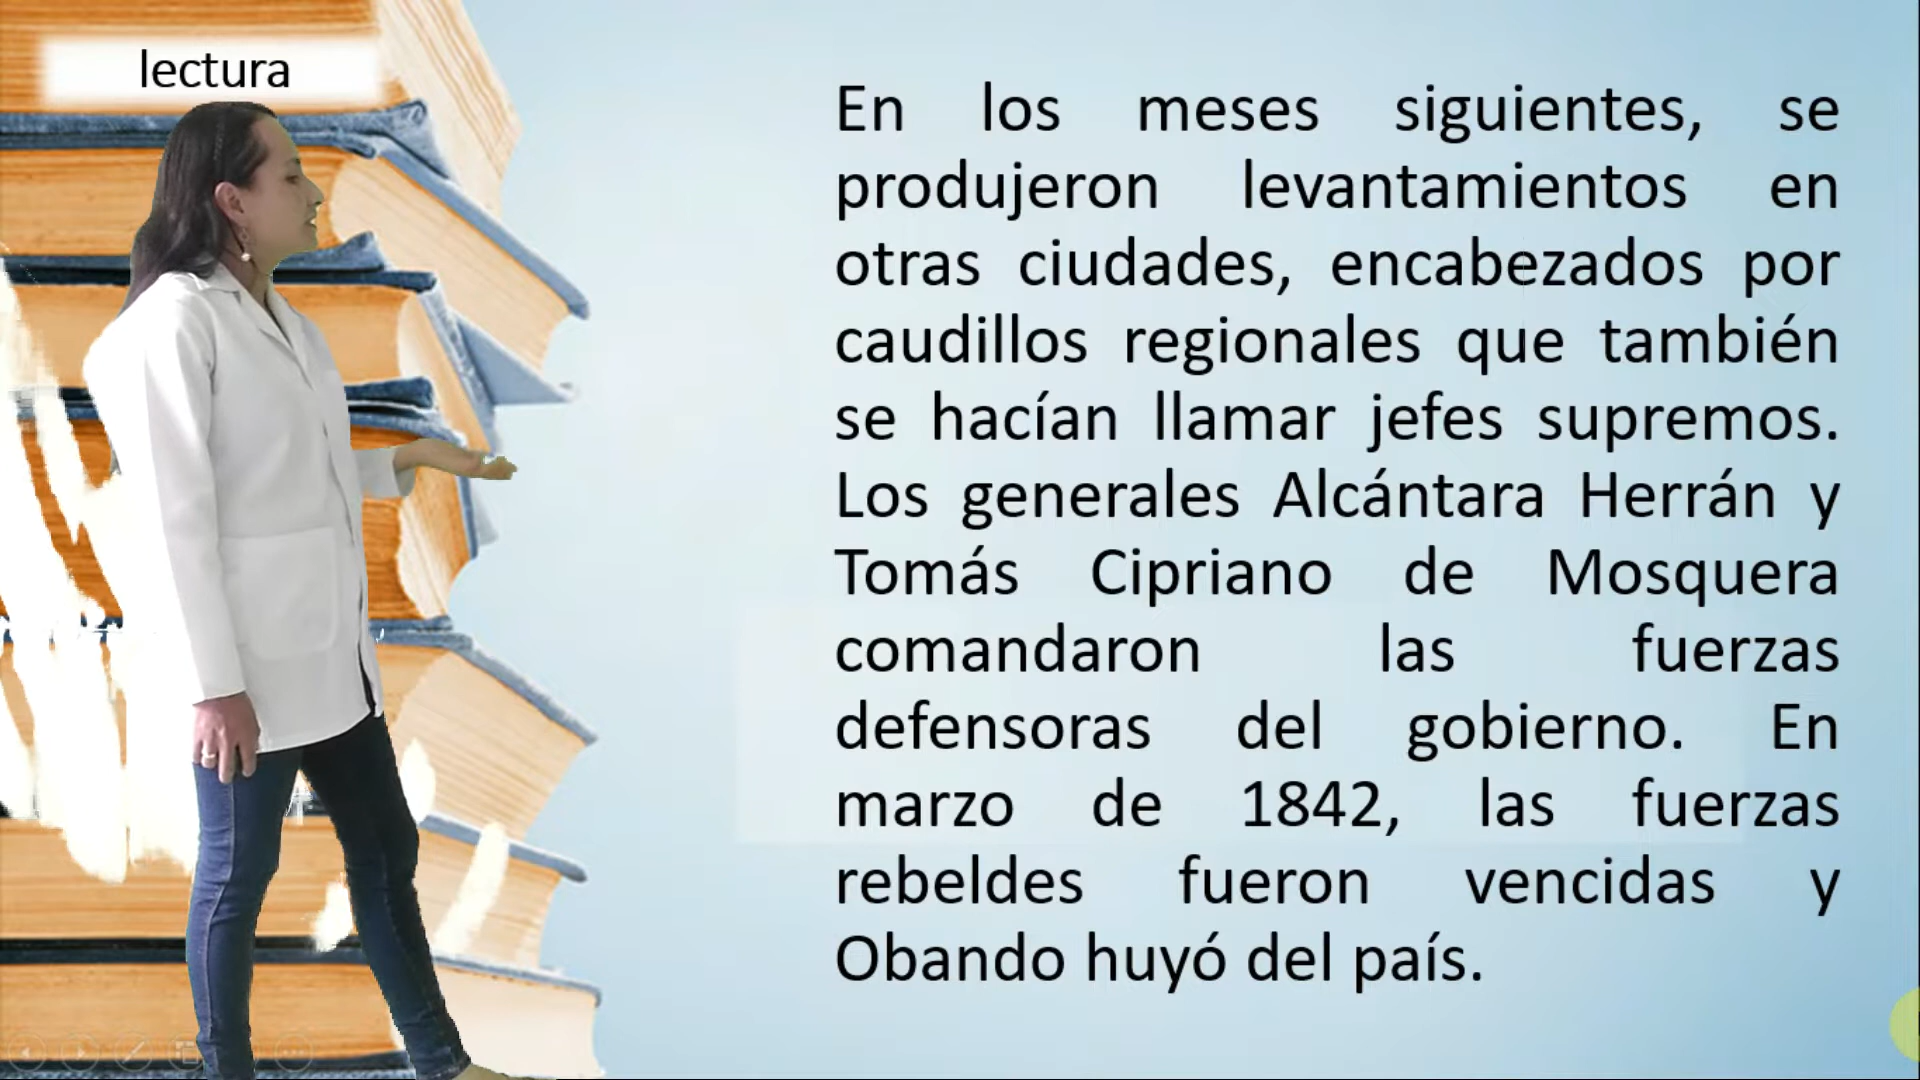 lectura
En los meses siguientes, se
produjeron levantamientos en
otras ciudades, encabezados por
caudillos regionales que también
se hacían llamar jefes supremos.
Los generales Alcántara Herrán y
Tomás Cipriano de Mosquera
comandaron las fuerzas
defensoras del gobierno. En
marzo de 1842, las fuerzas
rebeldes fueron vencidas y
Obando huyó del país.